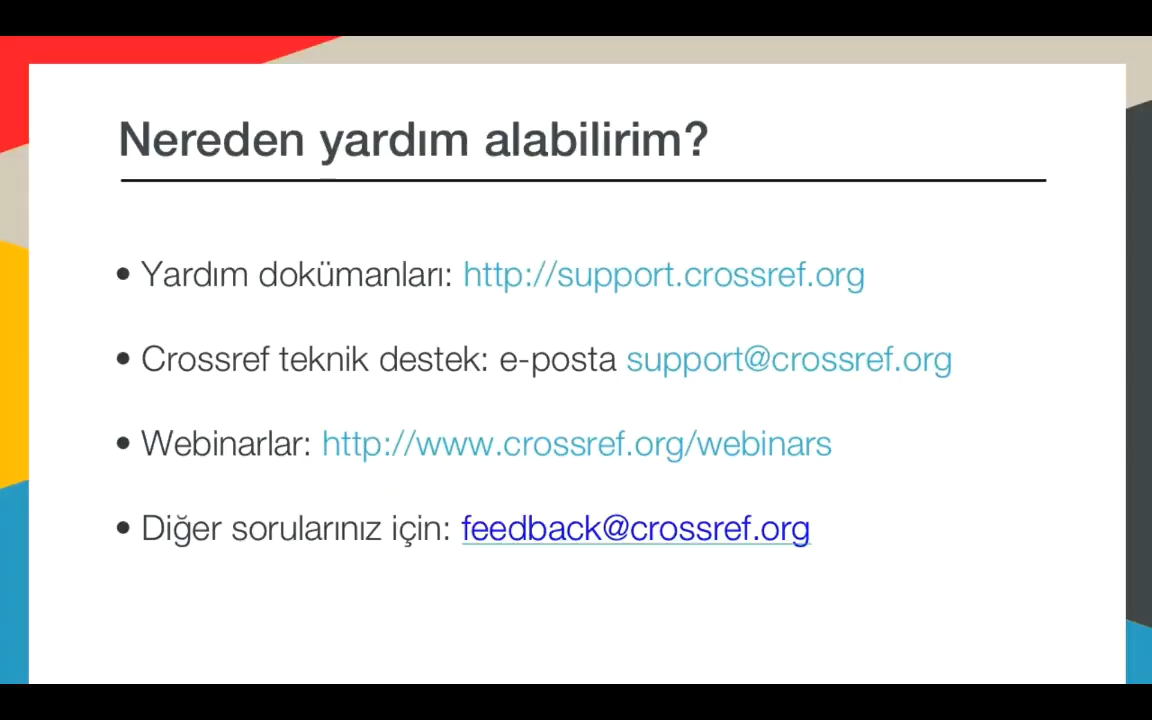 Nereden yardım alabilirim?
• Yardım dokümanları: http://support.crossref.org
• Crossref teknik destek: e-posta support@crossref.org
• Webinarlar: http://www.crossref.org/webinars
• Diğer sorularınız için: feedback@crossref.org